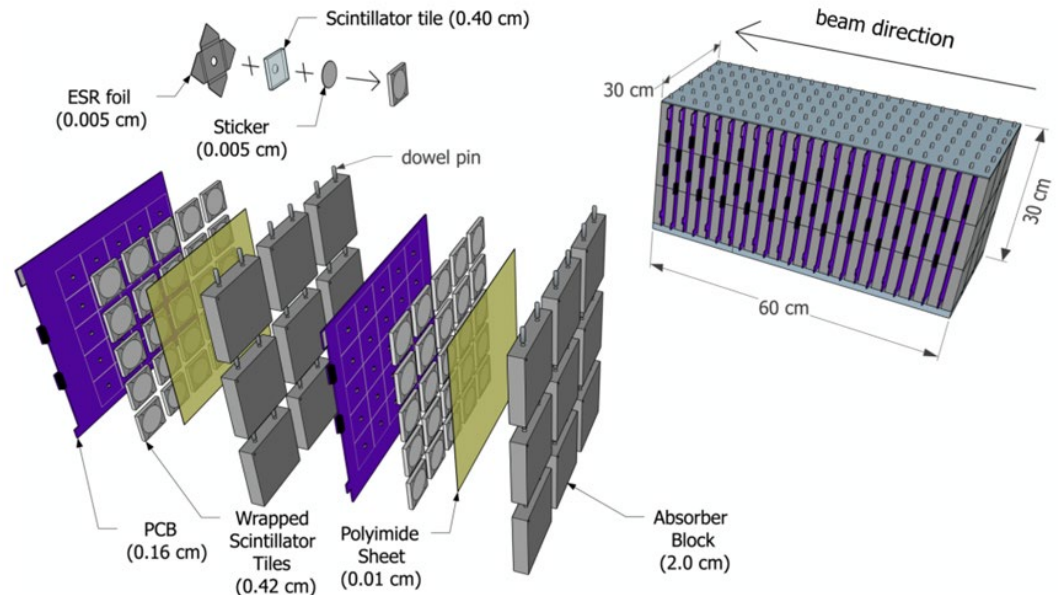 Scintillator tile (0.40 cm)
ESR foil
(0.005 cm)
Sticker
(0.005 cm)
dowel pin
beam direction
30 cm
30 cm
60 cm
PCB
(0.16 cm)
Wrapped
Scintillator
Tiles
(0.42 cm)
Polyimide
Sheet
(0.01 cm)
Absorber
Block
(2.0 cm)